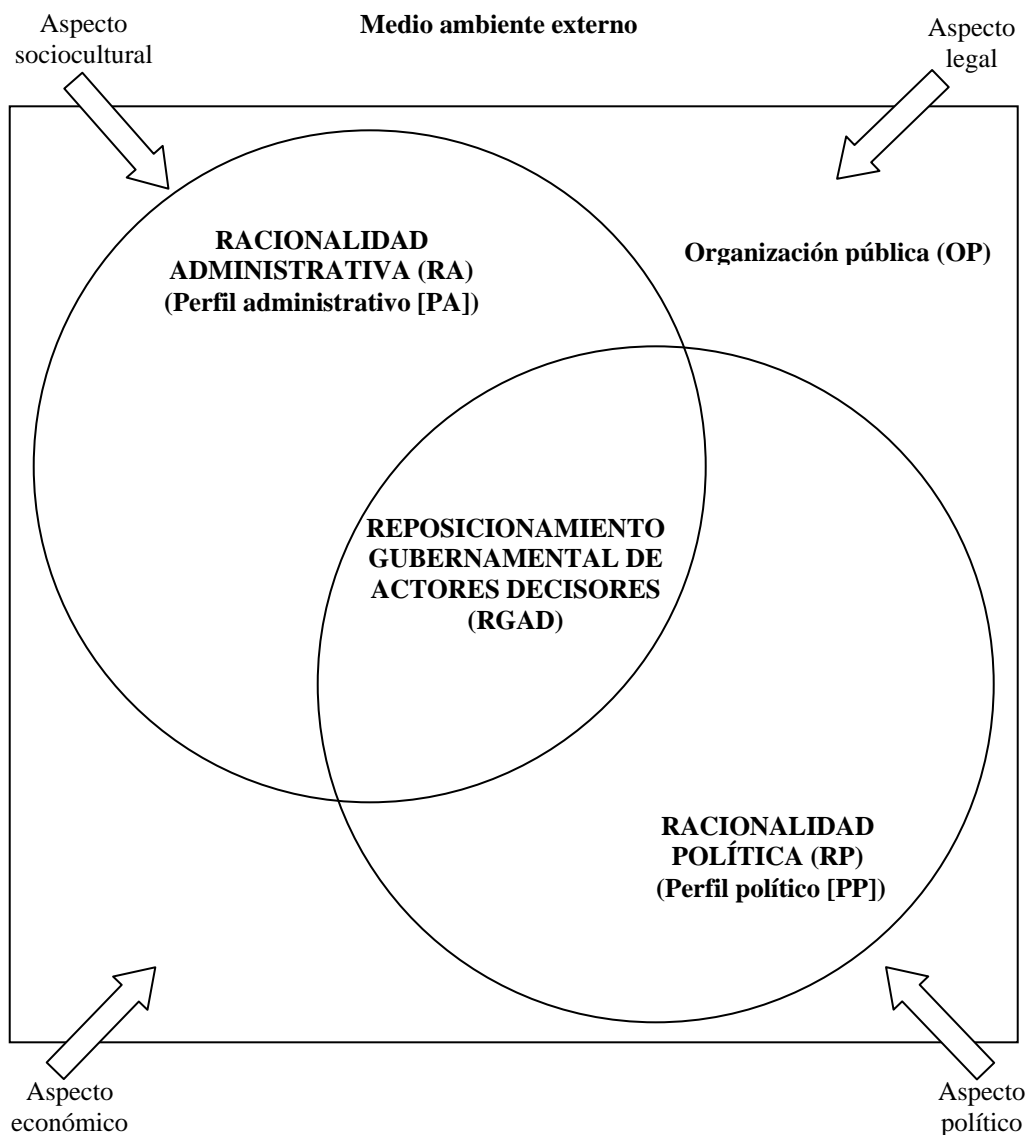 Aspecto
sociocultural
Medio ambiente externo
Aspecto
legal
RACIONALIDAD
ADMINISTRATIVA (RA)
(Perfil administrativo [PA])
Organización pública (OP)
REPOSICIONAMIENTO
GUBERNAMENTAL DE
ACTORES DECISORES
(RGAD)
RACIONALIDAD
POLÍTICA (RP)
(Perfil político [PP])
Aspecto
económico
Aspecto
político